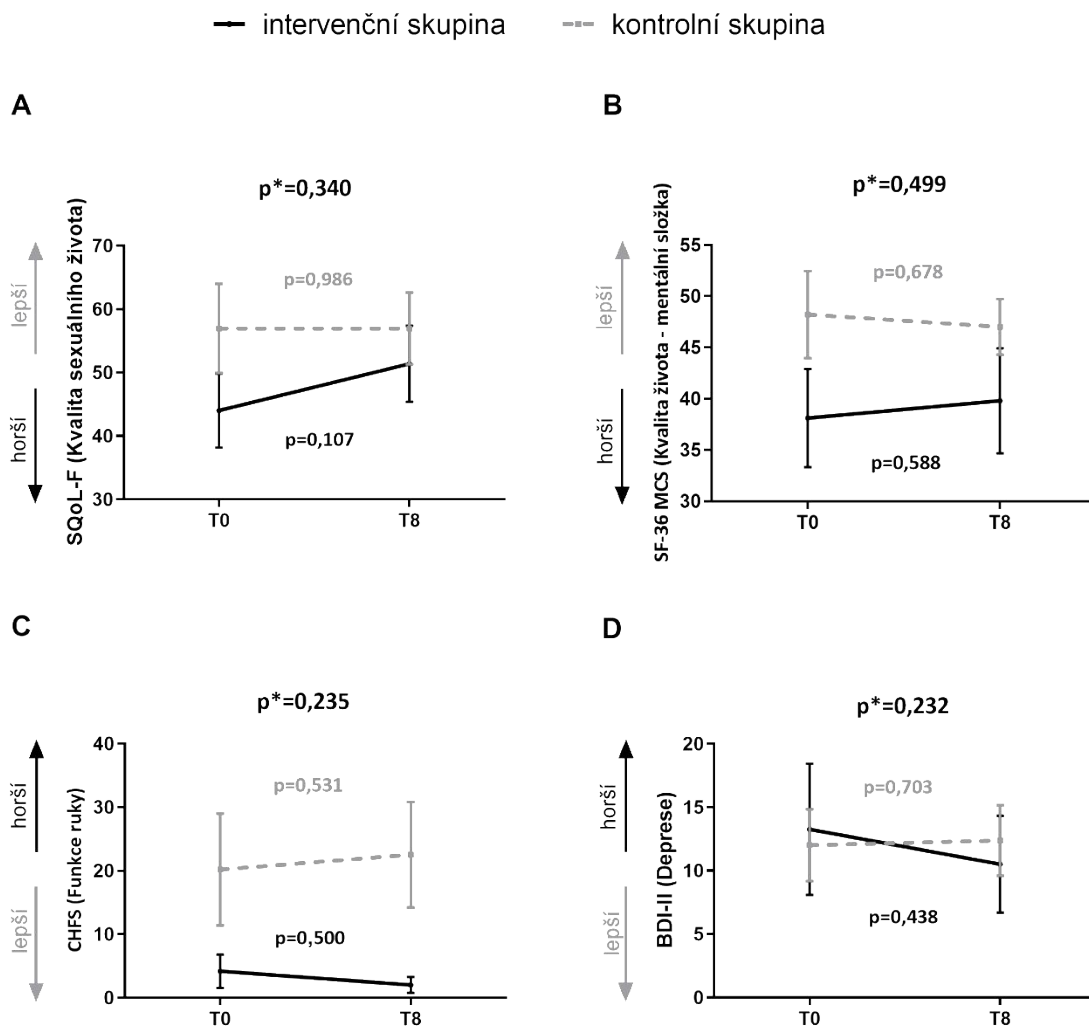 intervenční skupina
kontrolní skupina
A
p*=0,340
SQoL-F (Kvalita sexuálního života)
lepší
horší
70
60
50
40
30
p=0,986
p=0,107
T0
T8
B
p*=0,499
SF-36 MCS (Kvalita života - mentální složka)
lepší
horší
55
50
45
40
35
30
p=0,678
p=0,588
T0
T8
C
p*=0,235
CHFS (Funkce ruky)
horší
lepší
40
30
20
10
0
p=0,531
p=0,500
T0
T8
D
p*=0,232
BDI-II (Deprese)
horší
lepší
20
15
10
5
0
p=0,703
p=0,438
T0
T8